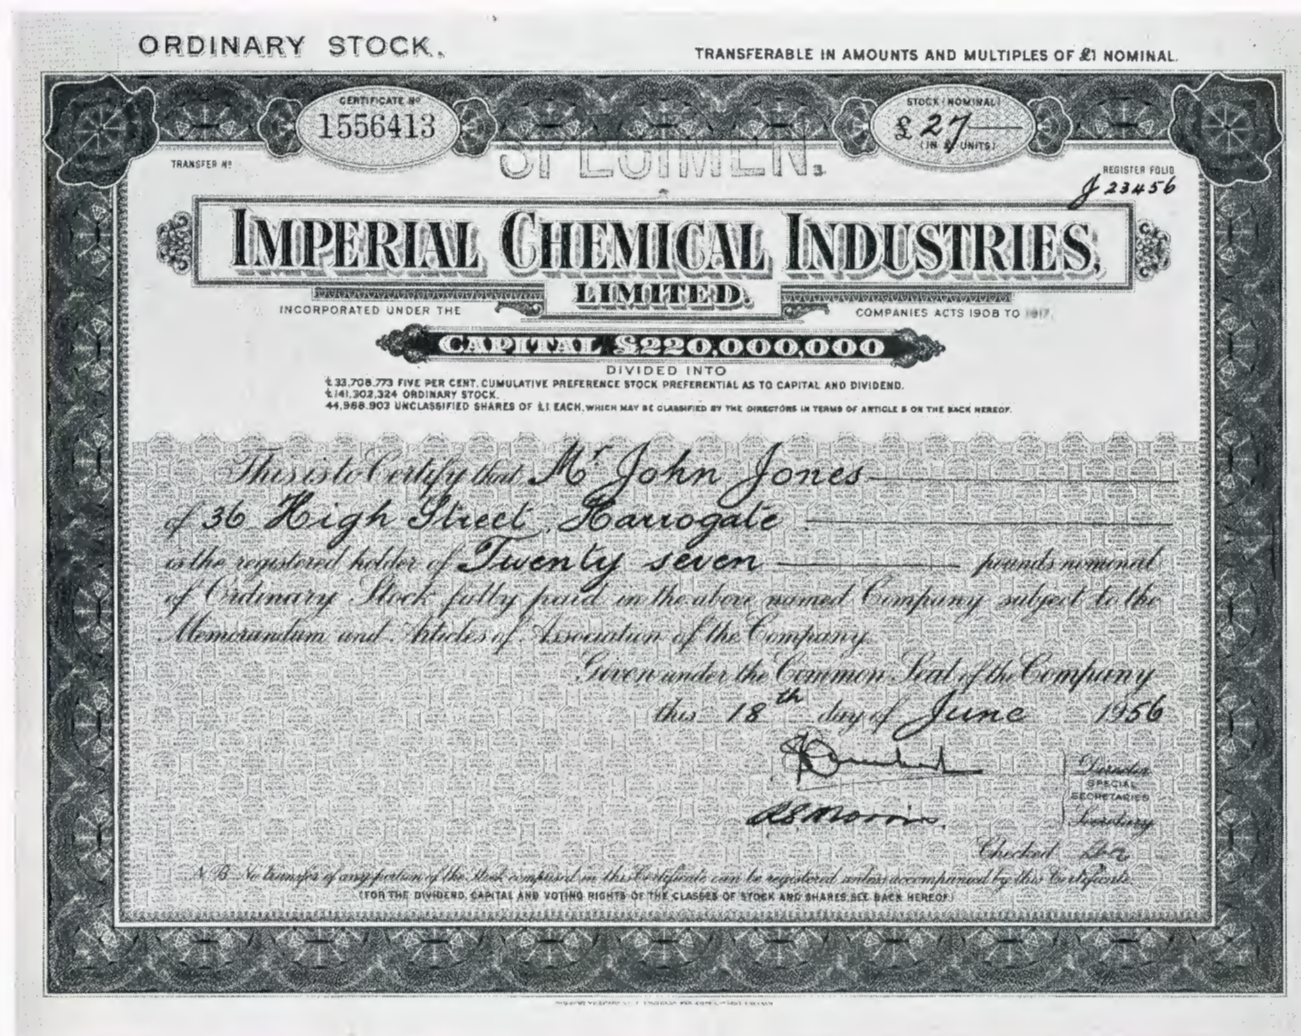 ORDINARY STOCK.
TRANSFERABLE IN AMOUNTS AND MULTIPLES OF £1 NOMINAL.
CERTIFICATE Nº
1556413
STOCK (NOMINAL)
£ 27
(IN £ UNITS)
TRANSFER Nº
SPECIMEN.
REGISTER FOLIO
J 23456
IMPERIAL CHEMICAL INDUSTRIES,
LIMITED.
INCORPORATED UNDER THE COMPANIES ACTS 1908 TO 1917.
CAPITAL £220,000,000
DIVIDED INTO
£33,708,773 FIVE PER CENT. CUMULATIVE PREFERENCE STOCK PREFERENTIAL AS TO CAPITAL AND DIVIDEND.
£141,302,324 ORDINARY STOCK.
44,988,903 UNCLASSIFIED SHARES OF £1 EACH, WHICH MAY BE CLASSIFIED BY THE DIRECTORS IN TERMS OF ARTICLE 5 ON THE BACK HEREOF.
This is to Certify that Mr John Jones
of 36 High Street, Harrogate
is the registered holder of Twenty seven pounds nominal
of Ordinary Stock fully paid in the above named Company subject to the
Memorandum and Articles of Association of the Company.
Given under the Common Seal of the Company
this 18th day of June 1956
Director
SPECIAL
SECRETARIES
R.S. Morris.
Secretary
Checked
N.B. No transfer of any portion of the Stock comprised in this Certificate can be registered unless accompanied by this Certificate
(FOR THE DIVIDEND, CAPITAL AND VOTING RIGHTS OF THE CLASSES OF STOCK AND SHARES, SEE BACK HEREOF.)